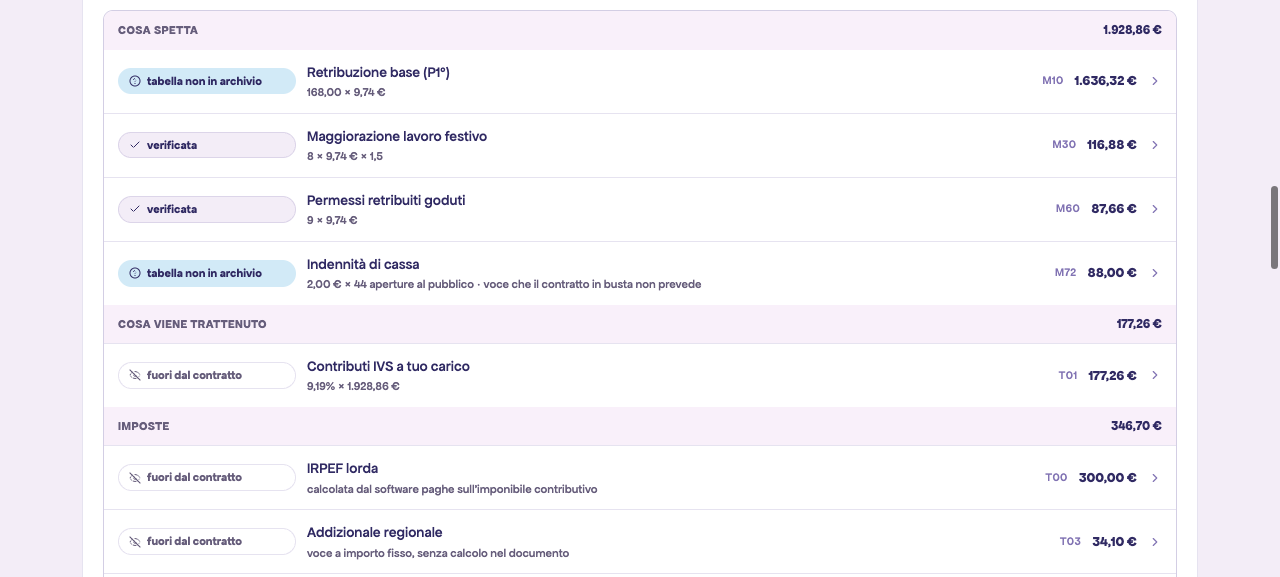 COSA SPETTA 1.928,86 €
tabella non in archivio Retribuzione base (P1°) M10 1.636,32 €
168,00 × 9,74 €
verificata Maggiorazione lavoro festivo M30 116,88 €
8 × 9,74 € × 1,5
verificata Permessi retribuiti goduti M60 87,66 €
9 × 9,74 €
tabella non in archivio Indennità di cassa M72 88,00 €
2,00 € × 44 aperture al pubblico · voce che il contratto in busta non prevede
COSA VIENE TRATTENUTO 177,26 €
fuori dal contratto Contributi IVS a tuo carico T01 177,26 €
9,19% × 1.928,86 €
IMPOSTE 346,70 €
fuori dal contratto IRPEF lorda T00 300,00 €
calcolata dal software paghe sull'imponibile contributivo
fuori dal contratto Addizionale regionale T03 34,10 €
voce a importo fisso, senza calcolo nel documento